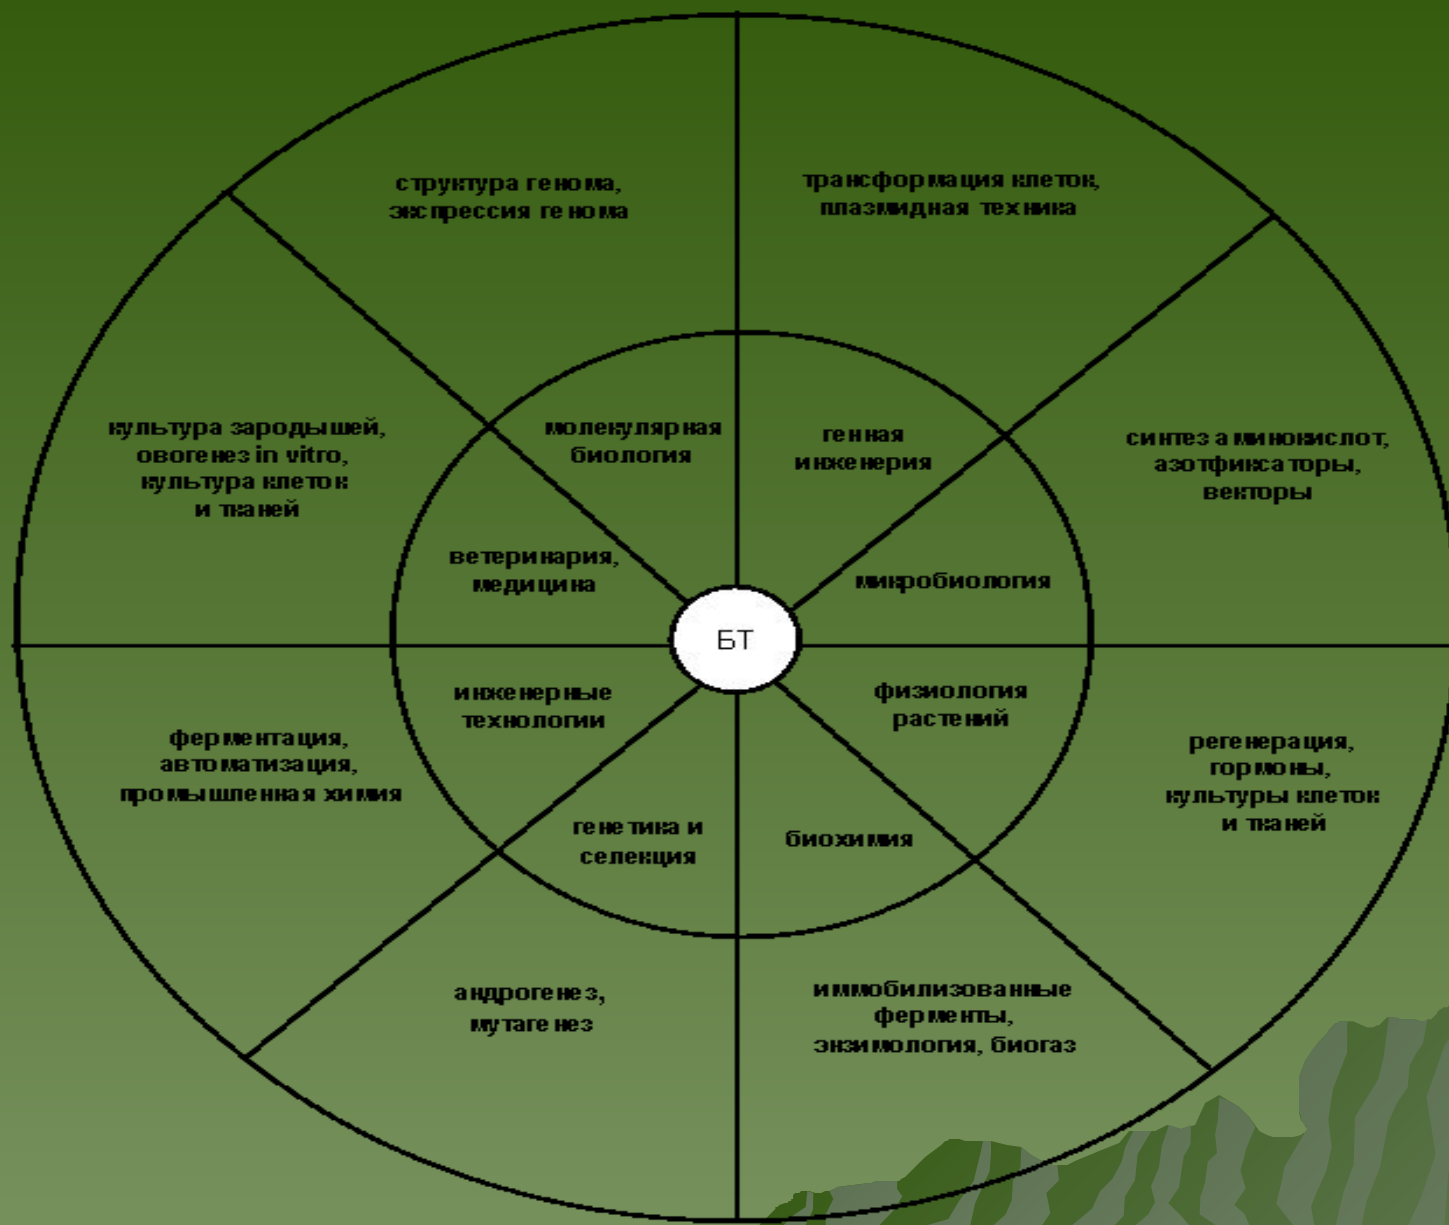 структура генома,
экспрессия генома
трансформация клеток,
плазмидная техника
культура зародышей,
овогенез in vitro,
культура клеток
и тканей
молекулярная
биология
генная
инженерия
синтез аминокислот,
азотфиксаторы,
векторы
ветеринария,
медицина
микробиология
БТ
инженерные
технологии
физиология
растений
ферментация,
автоматизация,
промышленная химия
регенерация,
гормоны,
культуры клеток
и тканей
генетика и
селекция
биохимия
андрогенез,
мутагенез
иммобилизованные
ферменты,
энзимология, биогаз